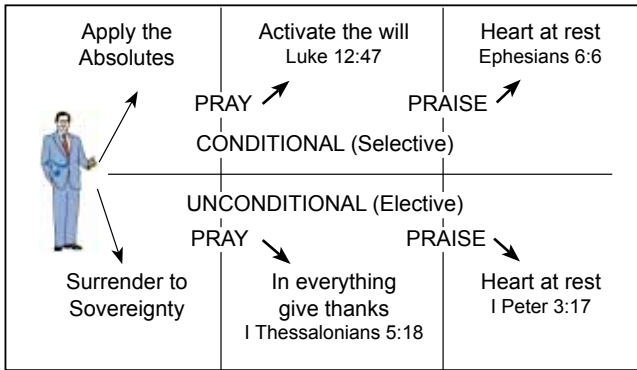 Apply the
Absolutes
Activate the will
Luke 12:47
Heart at rest
Ephesians 6:6
PRAY
PRAISE
CONDITIONAL (Selective)
UNCONDITIONAL (Elective)
PRAY
PRAISE
Surrender to
Sovereignty
In everything
give thanks
I Thessalonians 5:18
Heart at rest
I Peter 3:17